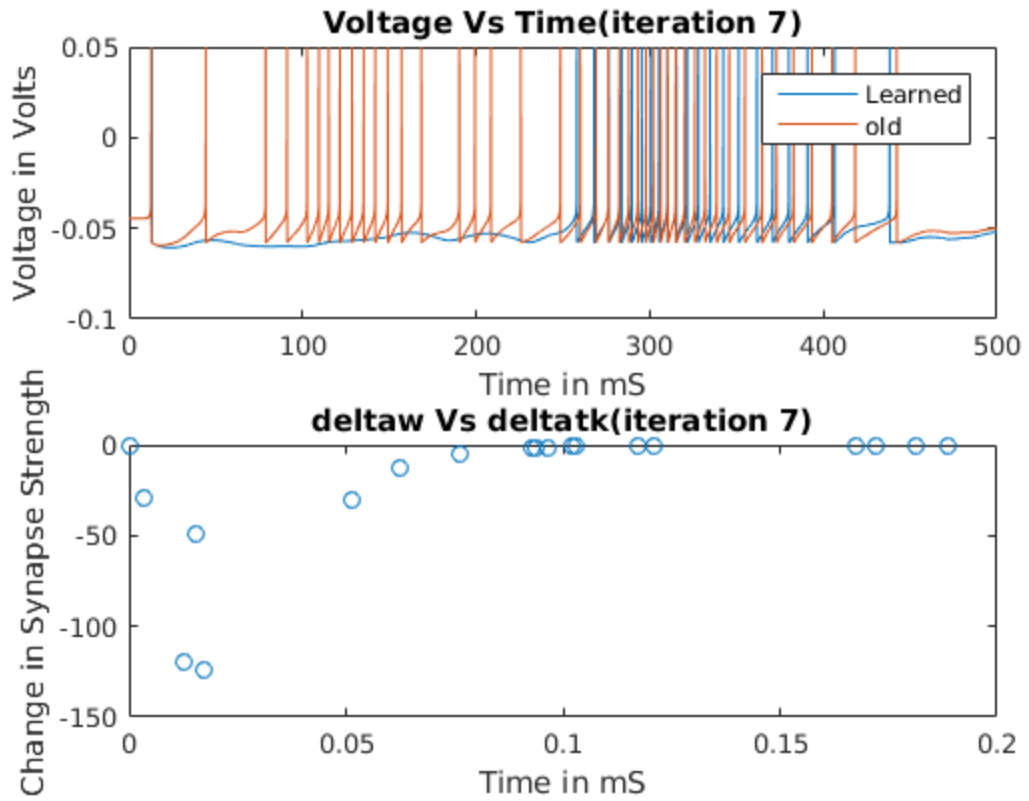 Voltage Vs Time(iteration 7)
Voltage in Volts
0.05
0
-0.05
-0.1
Learned
old
0 100 200 300 400 500
Time in mS
deltaw Vs deltatk(iteration 7)
Change in Synapse Strength
0
-50
-100
-150
0 0.05 0.1 0.15 0.2
Time in mS